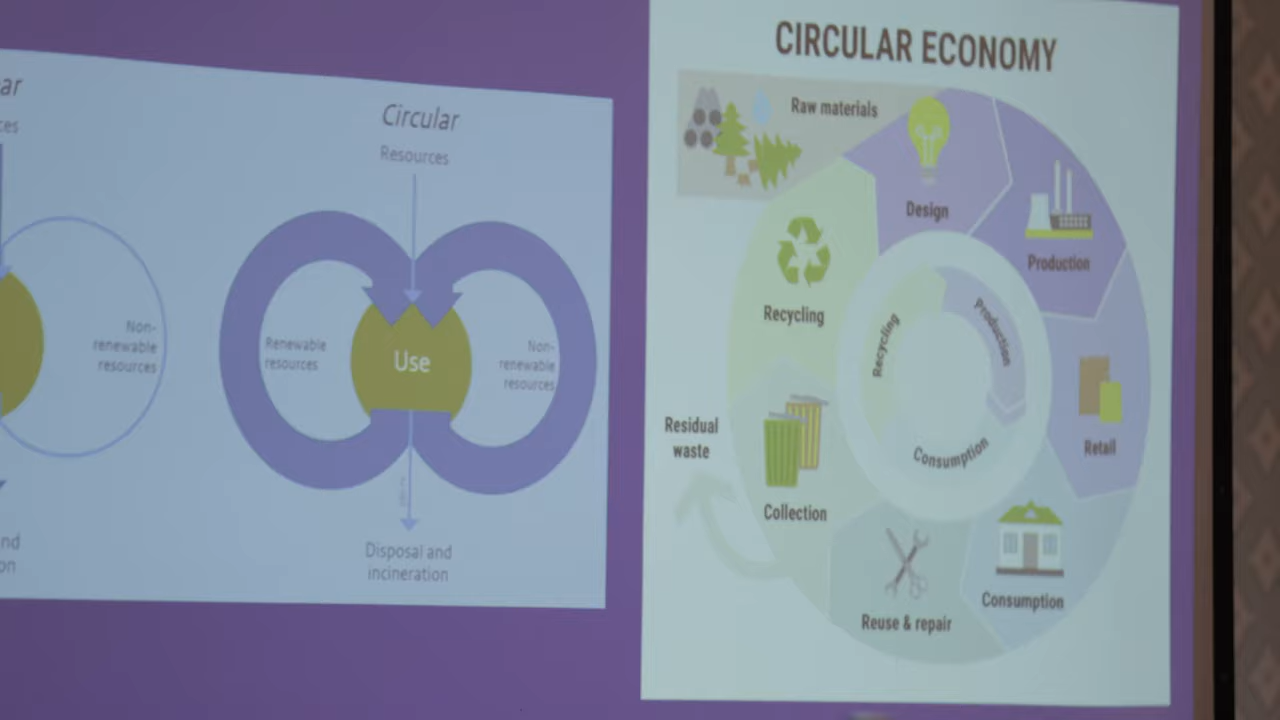 ar
ces
Non-
renewable
resources
nd
on
Circular
Resources
Renewable
resources
Use
Non-
renewable
resources
Disposal and
incineration
CIRCULAR ECONOMY
Raw materials
Design
Production
Retail
Consumption
Reuse & repair
Collection
Residual
waste
Recycling
Recycling
Production
Consumption